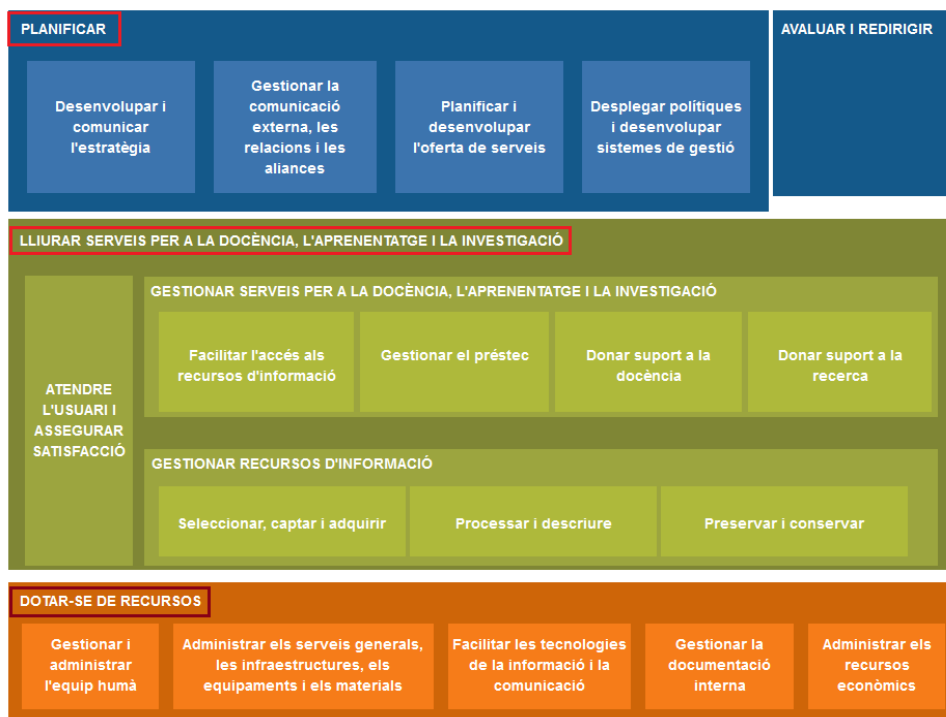 PLANIFICAR
AVALUAR I REDIRIGIR
Desenvolupar i
comunicar
l'estratègia
Gestionar la
comunicació
externa, les
relacions i les
aliances
Planificar i
desenvolupar
l'oferta de serveis
Desplegar polítiques
i desenvolupar
sistemes de gestió
LLIURAR SERVEIS PER A LA DOCÈNCIA, L'APRENENTATGE I LA INVESTIGACIÓ
ATENDRE
L'USUARI I
ASSEGURAR
SATISFACCIÓ
GESTIONAR SERVEIS PER A LA DOCÈNCIA, L'APRENENTATGE I LA INVESTIGACIÓ
Facilitar l'accés als
recursos d'informació
Gestionar el préstec
Donar suport a la
docència
Donar suport a la
recerca
GESTIONAR RECURSOS D'INFORMACIÓ
Seleccionar, captar i adquirir
Processar i descriure
Preservar i conservar
DOTAR-SE DE RECURSOS
Gestionar i
administrar
l'equip humà
Administrar els serveis generals,
les infraestructures, els
equipaments i els materials
Facilitar les tecnologies
de la informació i la
comunicació
Gestionar la
documentació
interna
Administrar els
recursos
econòmics